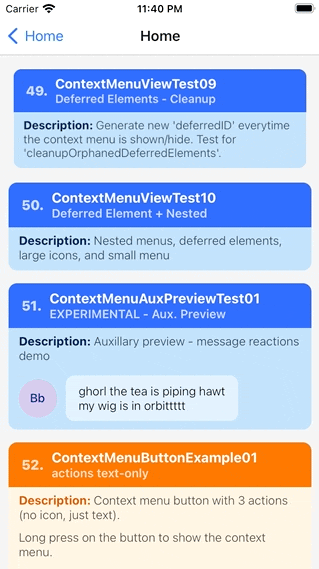 Carrier 11:40 PM
Home Home
49. ContextMenuViewTest09
Deferred Elements - Cleanup
Description: Generate new 'deferredID' everytime
the context menu is shown/hide. Test for
'cleanupOrphanedDeferredElements'.
50. ContextMenuViewTest10
Deferred Element + Nested
Description: Nested menus, deferred elements,
large icons, and small menu
51. ContextMenuAuxPreviewTest01
EXPERIMENTAL - Aux. Preview
Description: Auxillary preview - message reactions
demo
Bb
ghorl the tea is piping hawt
my wig is in orbittttt
52. ContextMenuButtonExample01
actions text-only
Description: Context menu button with 3 actions
(no icon, just text).
Long press on the button to show the context
menu.